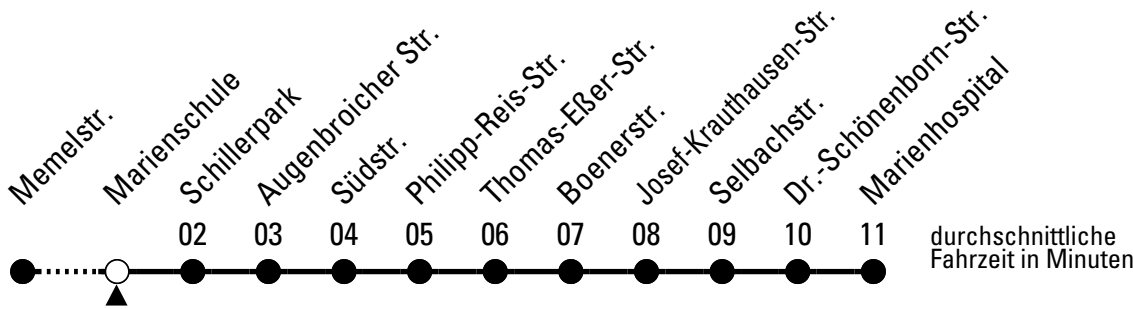 Memelstr.
Marienschule
Schillerpark
Augenbroicher Str.
Südstr.
Philipp-Reis-Str.
Thomas-Eßer-Str.
Boenerstr.
Josef-Krauthausen-Str.
Selbachstr.
Dr.-Schönenborn-Str.
Marienhospital
02 03 04 05 06 07 08 09 10 11
durchschnittliche
Fahrzeit in Minuten